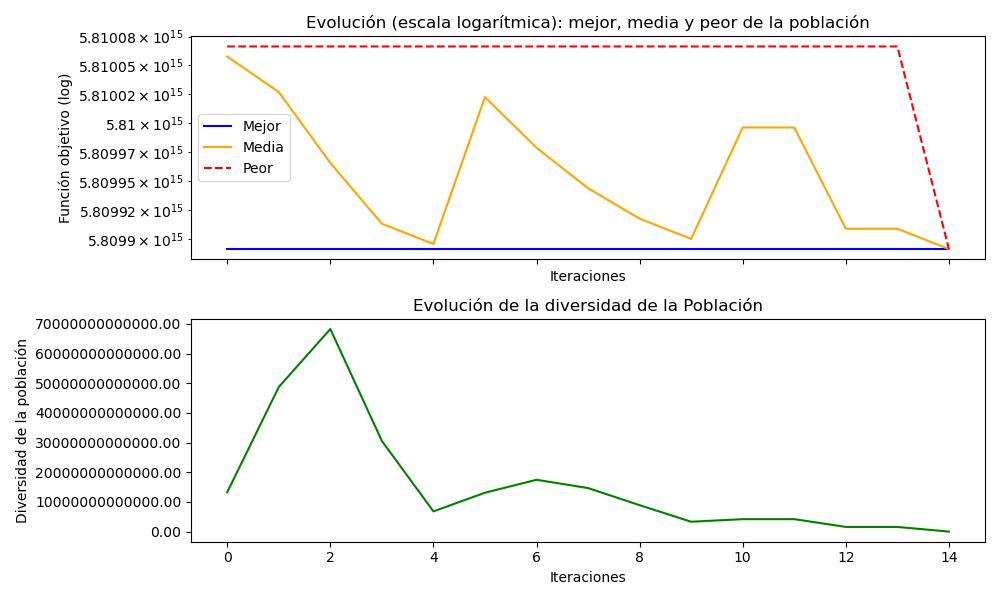 Evolución (escala logarítmica): mejor, media y peor de la población
Función objetivo (log)
5.81008 × 10^15
5.81005 × 10^15
5.81002 × 10^15
5.81 × 10^15
5.80997 × 10^15
5.80995 × 10^15
5.80992 × 10^15
5.8099 × 10^15
Mejor
Media
Peor
Iteraciones
Evolución de la diversidad de la Población
Diversidad de la población
70000000000000.00
60000000000000.00
50000000000000.00
40000000000000.00
30000000000000.00
20000000000000.00
10000000000000.00
0.00
0 2 4 6 8 10 12 14
Iteraciones